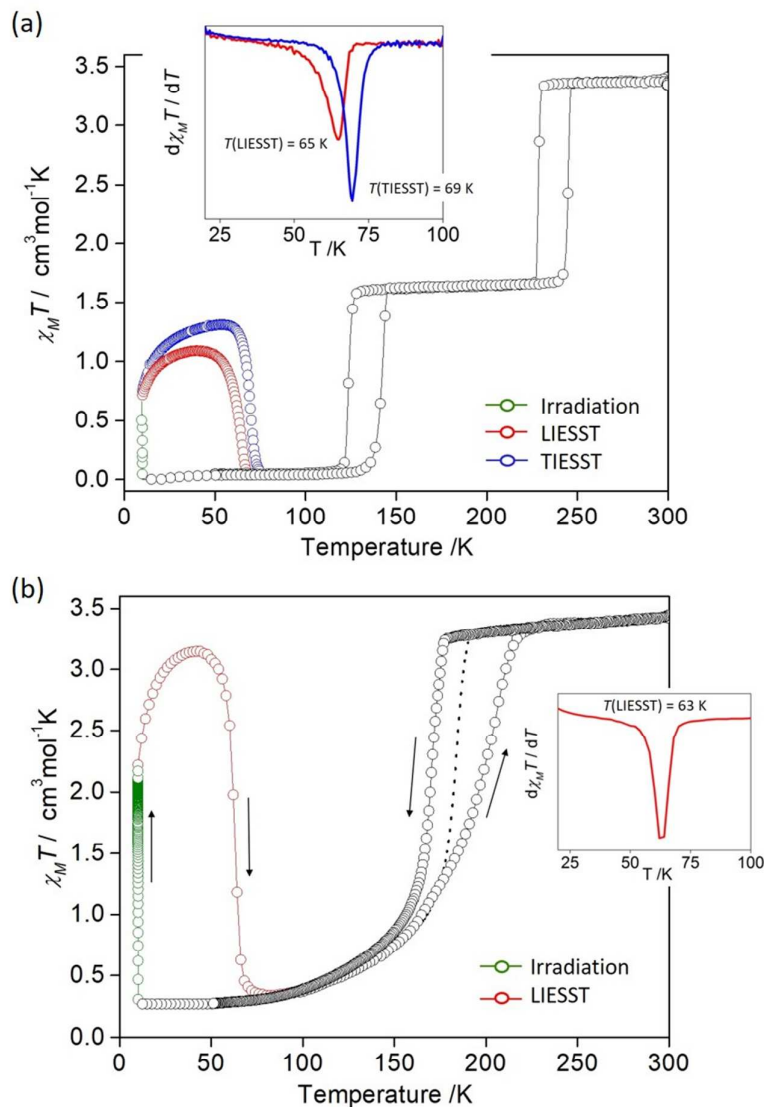 (a)
3.5
3.0
2.5
2.0
1.5
1.0
0.5
0.0
χMT / cm³mol⁻¹K
0 50 100 150 200 250 300
Temperature /K
dχMT / dT
T(LIESST) = 65 K
T(TIESST) = 69 K
25 50 75 100
T /K
Irradiation
LIESST
TIESST
(b)
3.5
3.0
2.5
2.0
1.5
1.0
0.5
0.0
χMT / cm³mol⁻¹K
0 50 100 150 200 250 300
Temperature /K
T(LIESST) = 63 K
dχMT / dT
25 50 75 100
T /K
Irradiation
LIESST